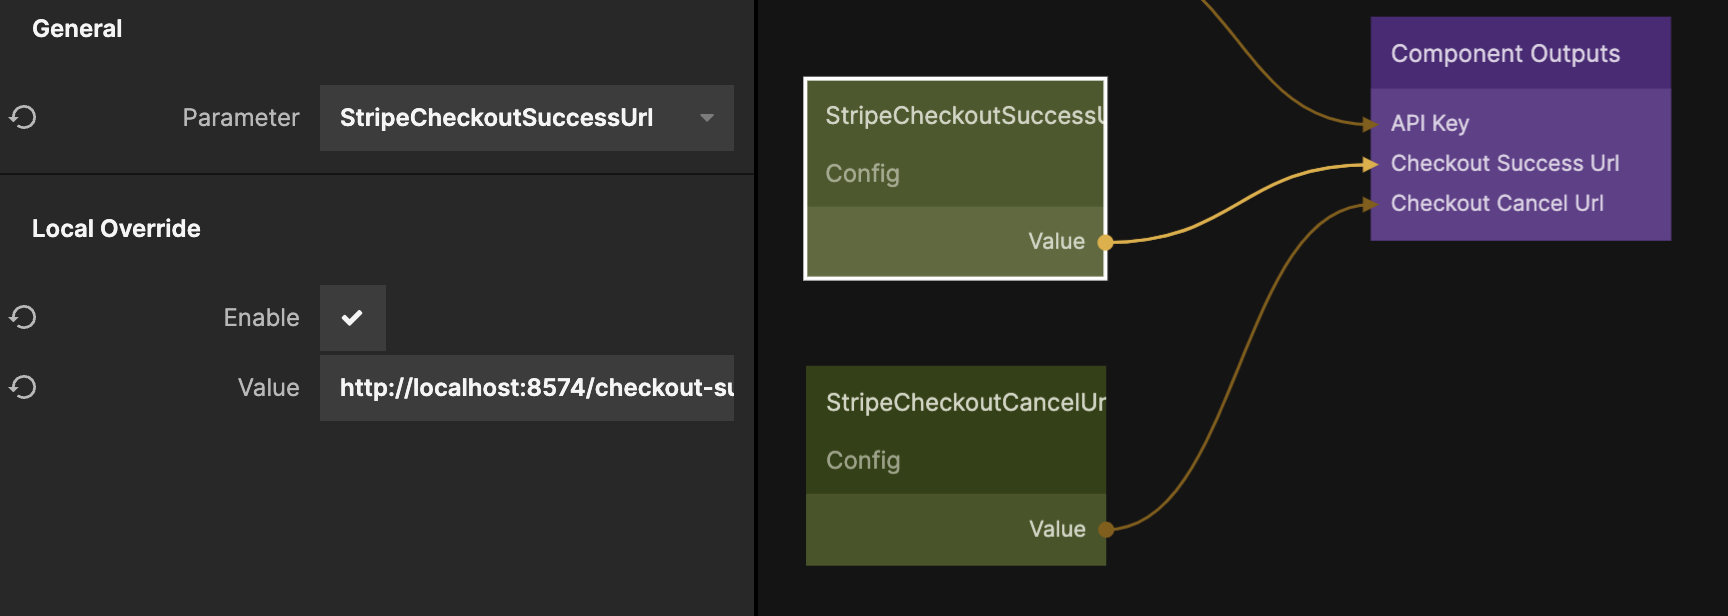 General
Parameter
StripeCheckoutSuccessUrl
Local Override
Enable
Value
http://localhost:8574/checkout-su
StripeCheckoutSuccessU
Config
Value
StripeCheckoutCancelUr
Config
Value
Component Outputs
API Key
Checkout Success Url
Checkout Cancel Url